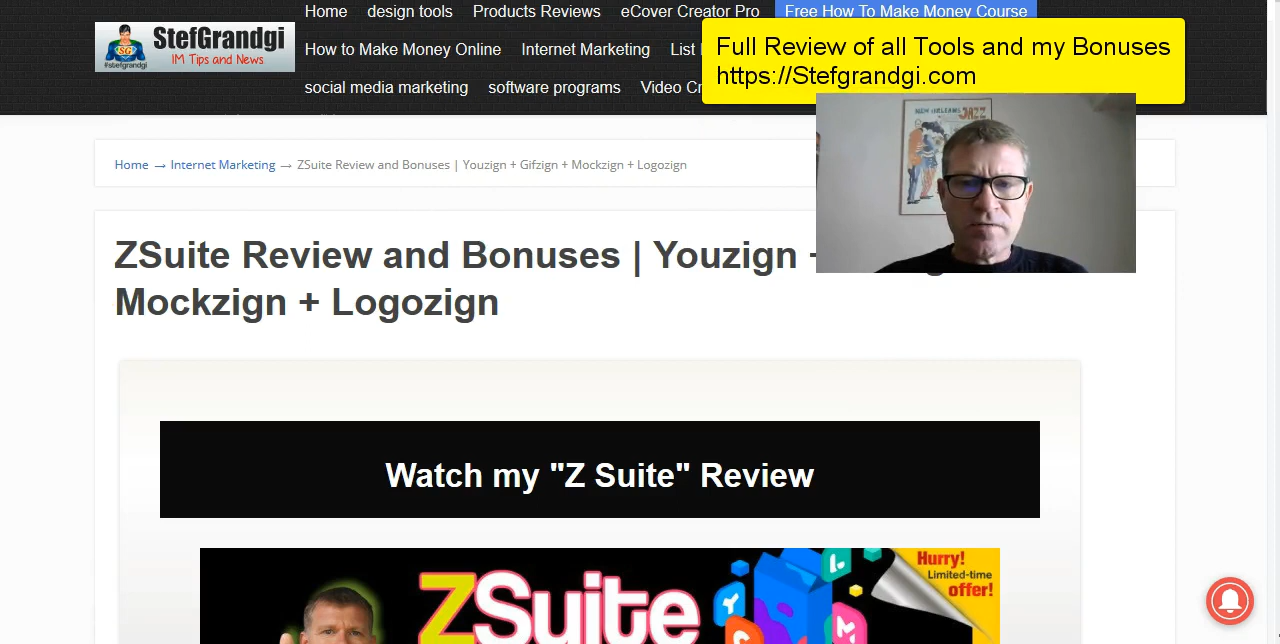 Home design tools Products Reviews eCover Creator Pro Free How To Make Money Course
StefGrandgi
IM Tips and News
#stefgrandgi
SG
How to Make Money Online Internet Marketing List
social media marketing software programs Video
Full Review of all Tools and my Bonuses
https://Stefgrandgi.com
NEW ORLEANS JAZZ
Home → Internet Marketing → ZSuite Review and Bonuses | Youzign + Gifzign + Mockzign + Logozign
ZSuite Review and Bonuses | Youzign +
Mockzign + Logozign
Watch my "Z Suite" Review
Hurry!
Limited-time
offer!
ZSuite
Y
L
G
M